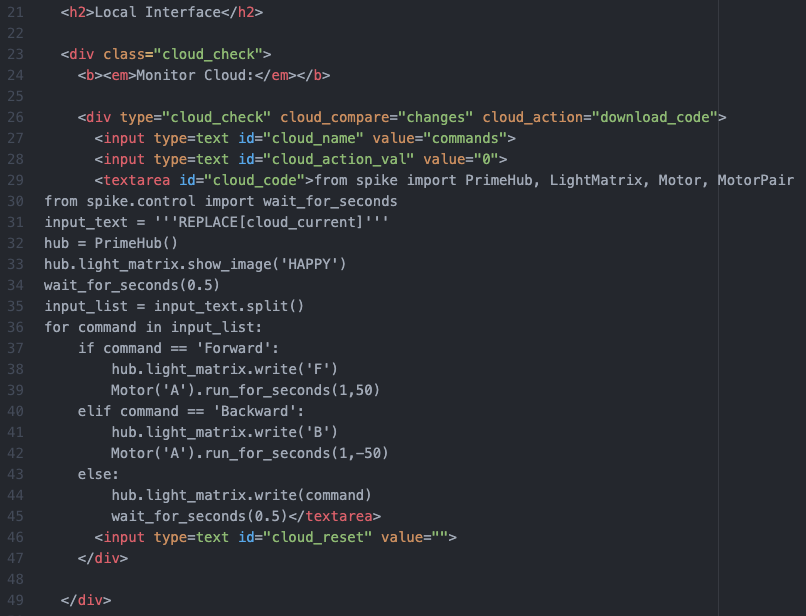 21 <h2>Local Interface</h2>
22
23 <div class="cloud_check">
24 <b><em>Monitor Cloud:</em></b>
25
26 <div type="cloud_check" cloud_compare="changes" cloud_action="download_code">
27 <input type=text id="cloud_name" value="commands">
28 <input type=text id="cloud_action_val" value="0">
29 <textarea id="cloud_code">from spike import PrimeHub, LightMatrix, Motor, MotorPair
30 from spike.control import wait_for_seconds
31 input_text = '''REPLACE[cloud_current]'''
32 hub = PrimeHub()
33 hub.light_matrix.show_image('HAPPY')
34 wait_for_seconds(0.5)
35 input_list = input_text.split()
36 for command in input_list:
37     if command == 'Forward':
38         hub.light_matrix.write('F')
39         Motor('A').run_for_seconds(1,50)
40     elif command == 'Backward':
41         hub.light_matrix.write('B')
42         Motor('A').run_for_seconds(1,-50)
43     else:
44         hub.light_matrix.write(command)
45         wait_for_seconds(0.5)</textarea>
46 <input type=text id="cloud_reset" value="">
47 </div>
48
49 </div>